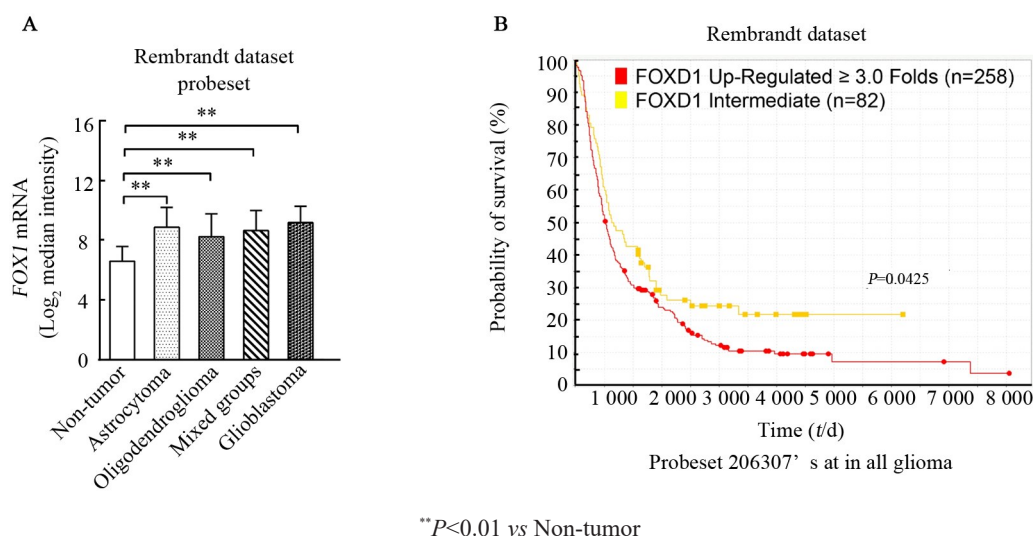 A
Rembrandt dataset
probeset
**
**
**
**
16
12
8
4
0
FOX1 mRNA
(Log2 median intensity)
Non-tumor
Astrocytoma
Oligodendroglioma
Mixed groups
Glioblastoma
B
Rembrandt dataset
FOXD1 Up-Regulated ≥ 3.0 Folds (n=258)
FOXD1 Intermediate (n=82)
100
90
80
70
60
50
40
30
20
10
0
Probability of survival (%)
P=0.0425
1 000 2 000 3 000 4 000 5 000 6 000 7 000 8 000
Time (t/d)
Probeset 206307’ s at in all glioma
**P<0.01 vs Non-tumor